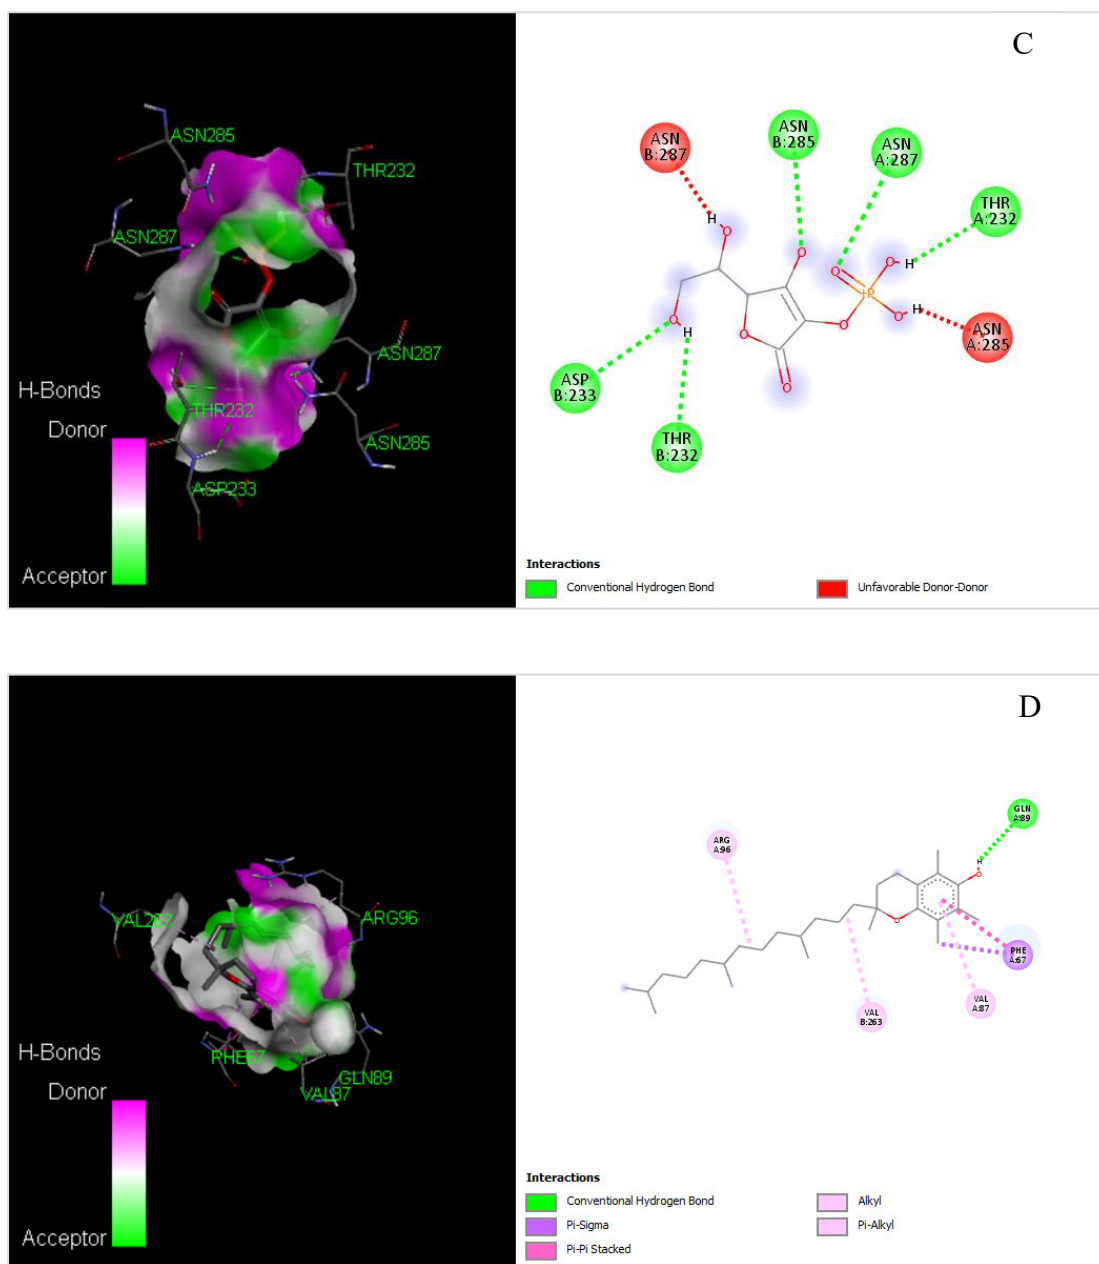 C
ASN285
THR232
ASN287
ASN287
THR232
ASN285
ASP233
H-Bonds
Donor
Acceptor
ASN
B:287
ASN
B:285
ASN
A:287
THR
A:232
ASN
A:285
ASP
B:233
THR
B:232
H
O
O
O
O
H
P
+
O
H
O
O
O
O
H
Interactions
Conventional Hydrogen Bond
Unfavorable Donor-Donor
D
VAL263
ARG96
PHE67
GLN89
VAL87
H-Bonds
Donor
Acceptor
GLN
A:89
ARG
A:96
H
O
O
PHE
A:67
VAL
A:87
VAL
B:263
Interactions
Conventional Hydrogen Bond
Alkyl
Pi-Sigma
Pi-Alkyl
Pi-Pi Stacked